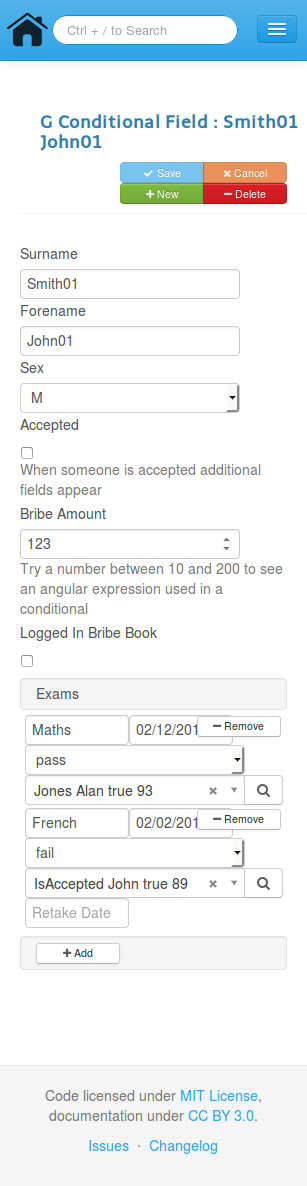 Ctrl + / to Search
G Conditional Field : Smith01
John01
Save
Cancel
New
Delete
Surname
Smith01
Forename
John01
Sex
M
Accepted
When someone is accepted additional
fields appear
Bribe Amount
123
Try a number between 10 and 200 to see
an angular expression used in a
conditional
Logged In Bribe Book
Exams
Maths 02/12/201 Remove
pass
Jones Alan true 93
French 02/02/201 Remove
fail
IsAccepted John true 89
Retake Date
Add
Code licensed under MIT License,
documentation under CC BY 3.0.
Issues · Changelog